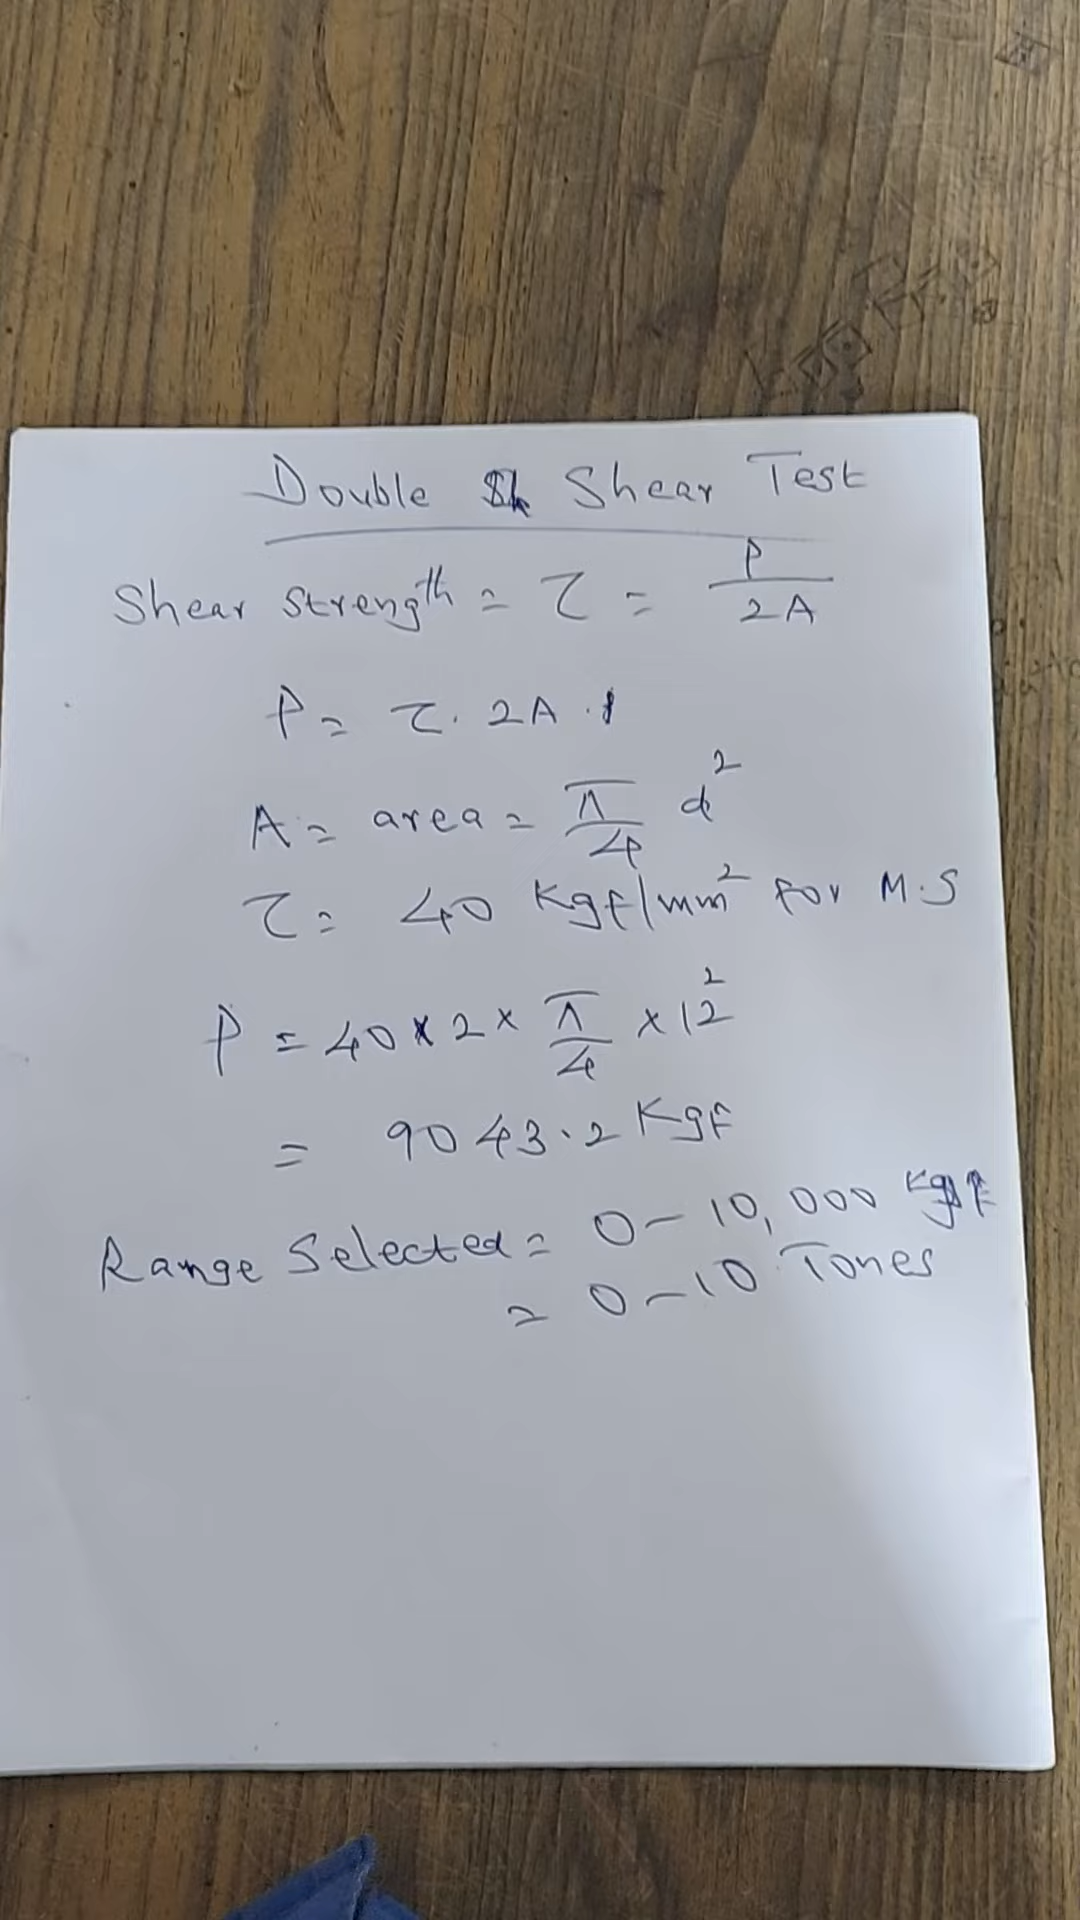 Double Shear Test
Shear strength = τ = P/2A
P = τ. 2A.
A = area = π/4 d²
τ = 40 Kgf/mm² for M.S
P = 40 × 2 × π/4 × 12²
= 9043.2 Kgf
Range Selected = 0-10,000 Kgf
= 0-10 Tones